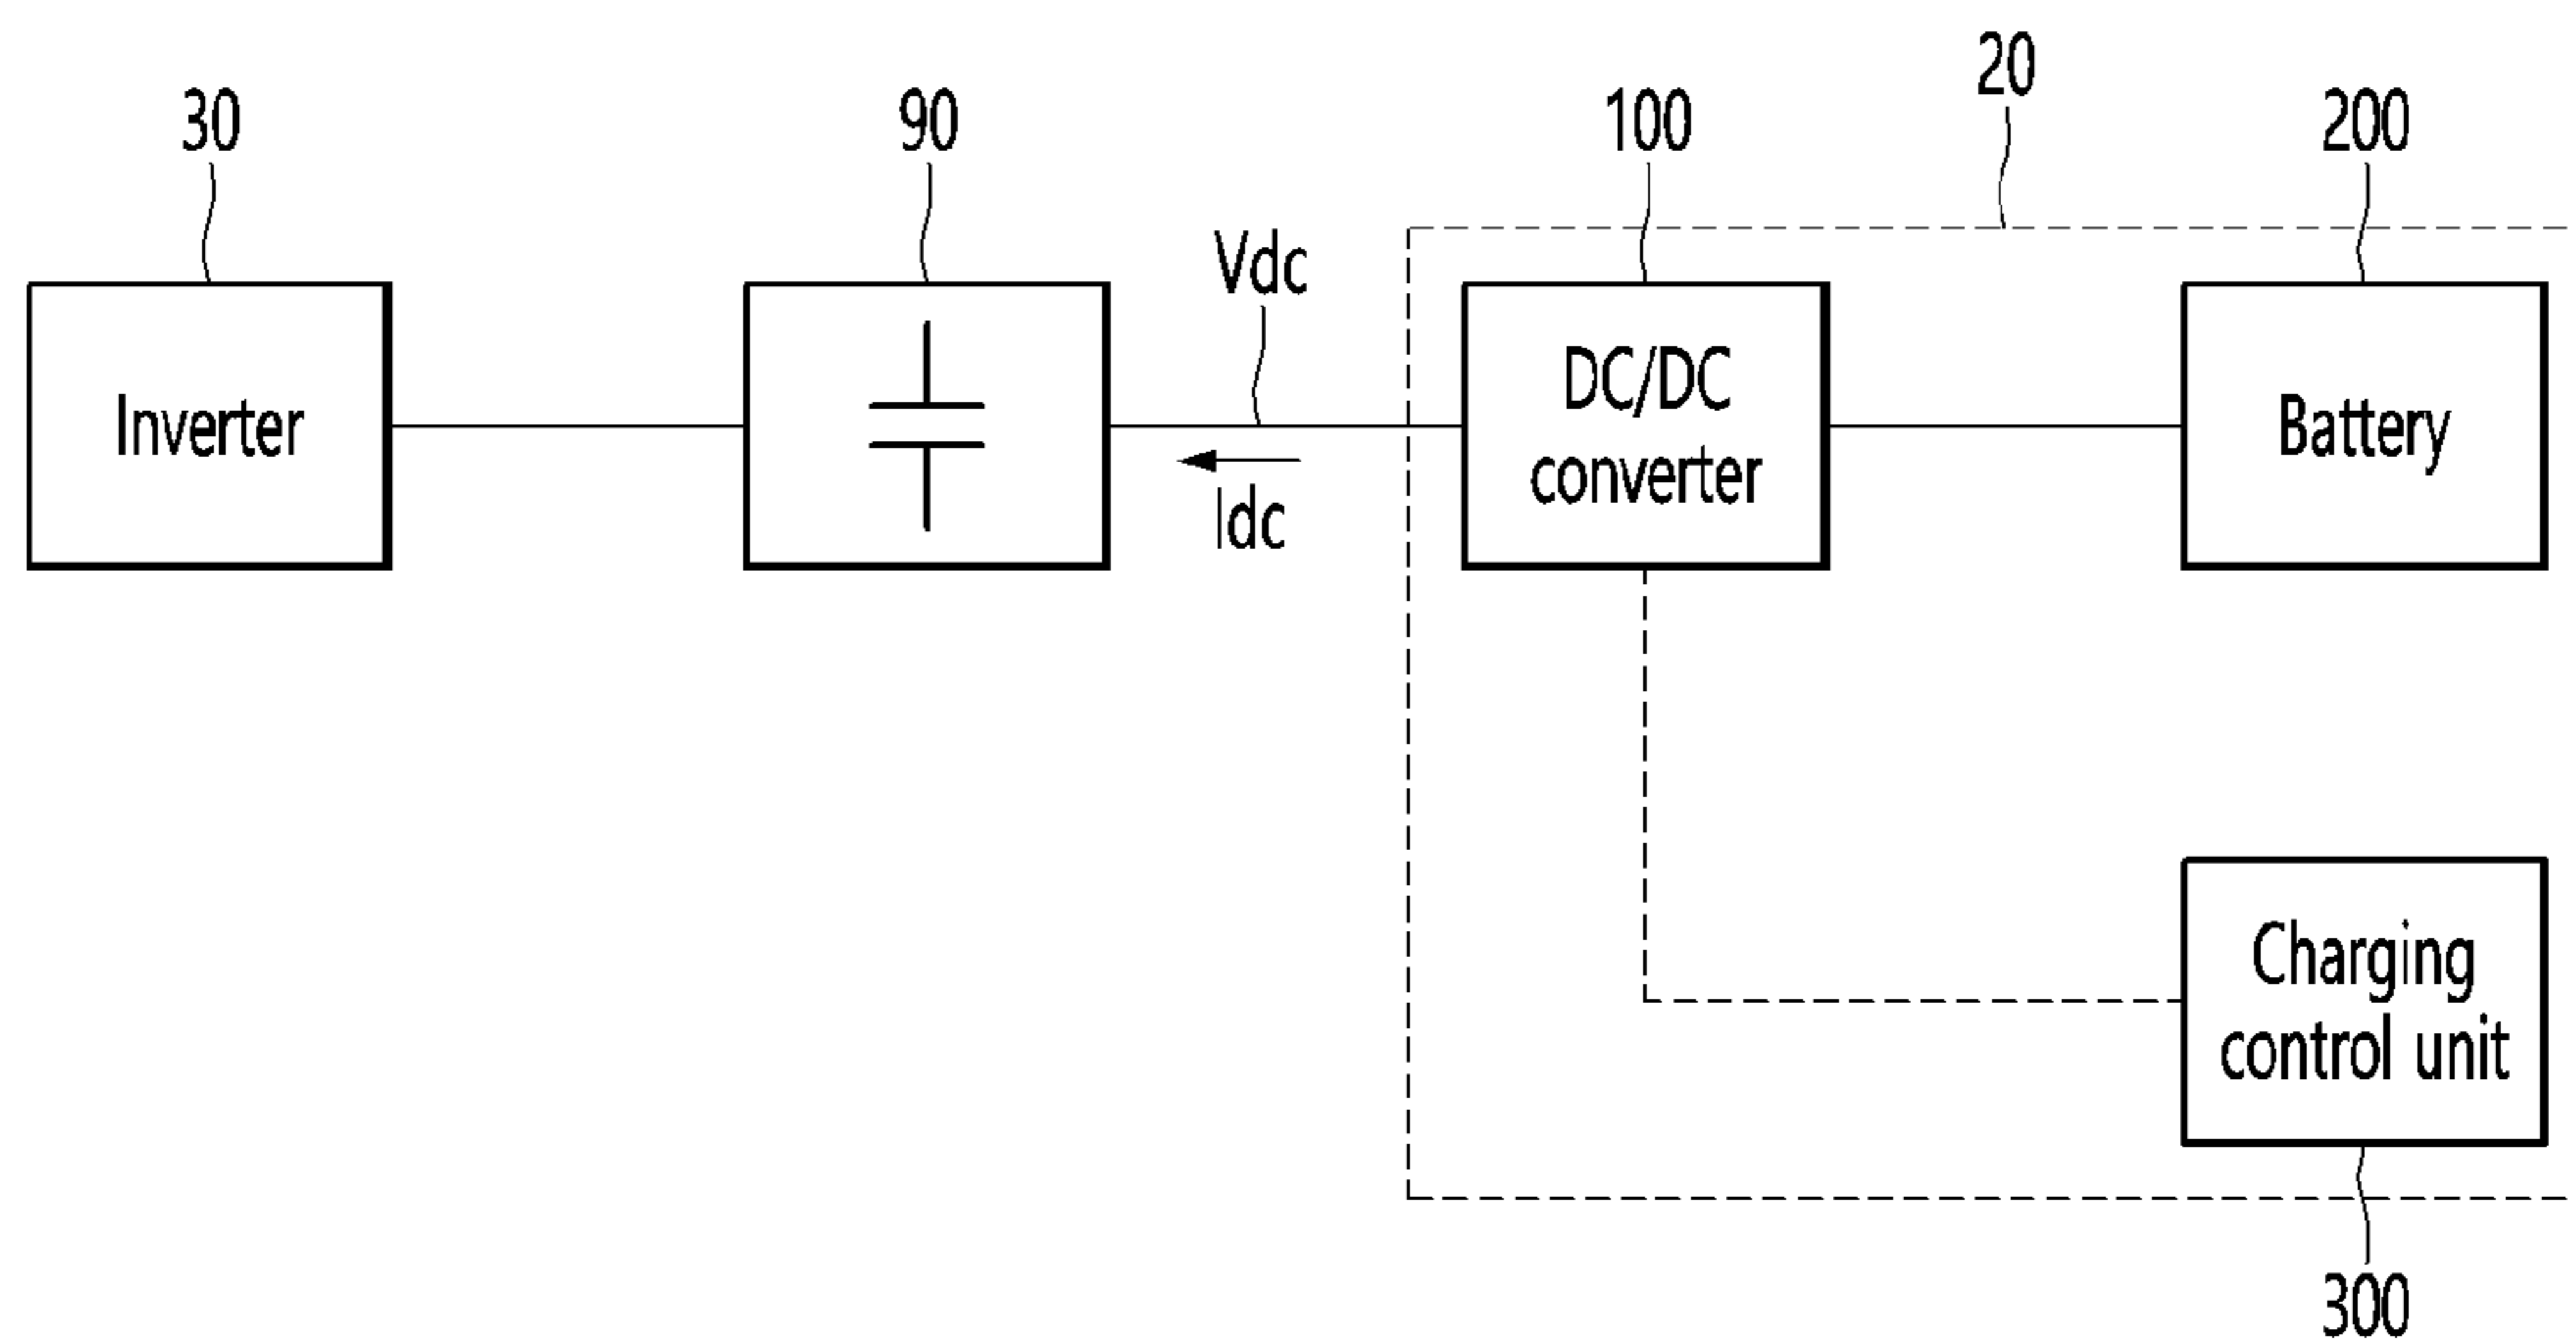 20
30
90
100
200
Vdc
Inverter
DC/DC
converter
Battery
Idc
Charging
control unit
300